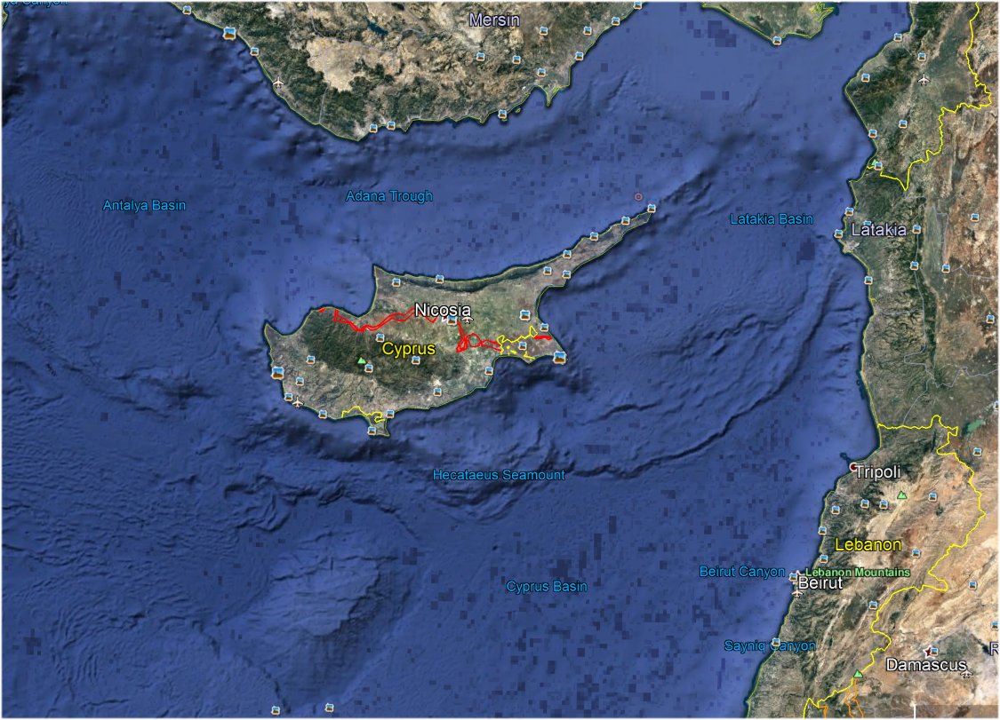 Canyon
Mersin
Adana Trough
Antalya Basin
Latakia Basin
Latakia
Nicosia
Cyprus
Tripoli
Hecataeus Seamount
Lebanon
Beirut Canyon
Lebanon Mountains
Beirut
Cyprus Basin
Sayniq Canyon
Damascus